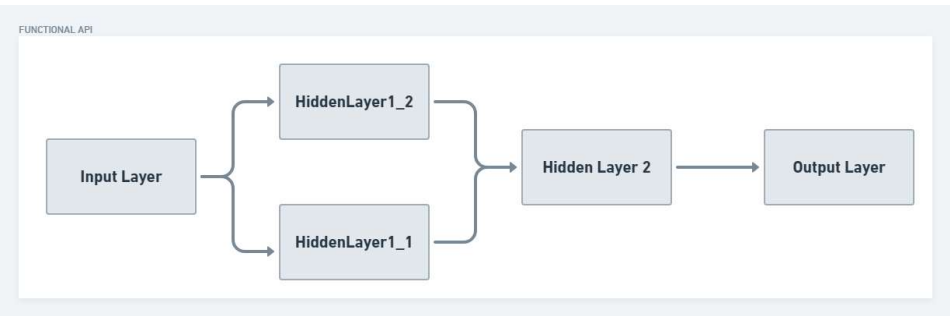 FUNCTIONAL API
Input Layer
HiddenLayer1_2
HiddenLayer1_1
Hidden Layer 2
Output Layer